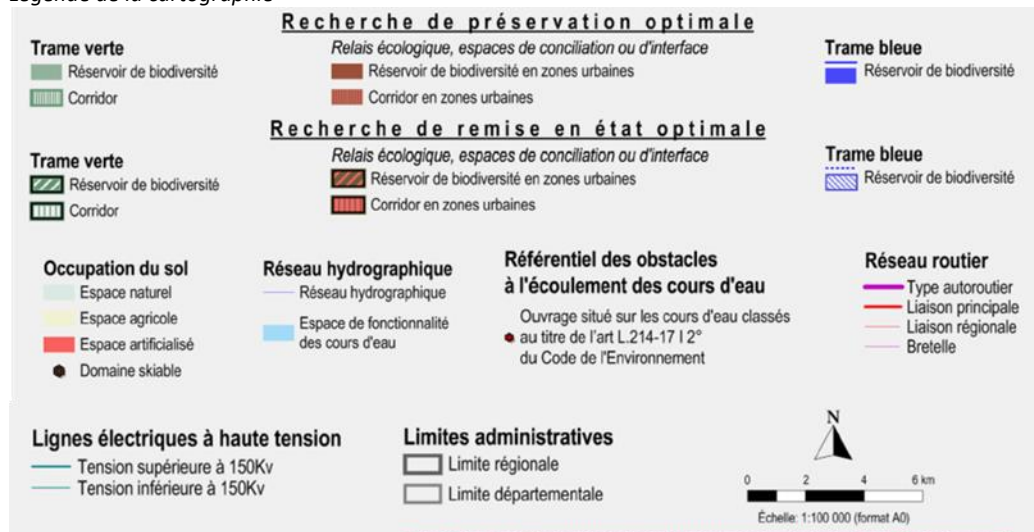 Légende de la cartographie
Recherche de préservation optimale
Trame verte
Réservoir de biodiversité
Corridor
Relais écologique, espaces de conciliation ou d'interface
Réservoir de biodiversité en zones urbaines
Corridor en zones urbaines
Trame bleue
Réservoir de biodiversité
Recherche de remise en état optimale
Trame verte
Réservoir de biodiversité
Corridor
Relais écologique, espaces de conciliation ou d'interface
Réservoir de biodiversité en zones urbaines
Corridor en zones urbaines
Trame bleue
Réservoir de biodiversité
Occupation du sol
Espace naturel
Espace agricole
Espace artificialisé
Domaine skiable
Réseau hydrographique
Réseau hydrographique
Espace de fonctionnalité
des cours d'eau
Référentiel des obstacles
à l'écoulement des cours d'eau
Ouvrage situé sur les cours d'eau classés
au titre de l'art L.214-17 I 2°
du Code de l'Environnement
Réseau routier
Type autoroutier
Liaison principale
Liaison régionale
Bretelle
Lignes électriques à haute tension
Tension supérieure à 150Kv
Tension inférieure à 150Kv
Limites administratives
Limite régionale
Limite départementale
N
0 2 4 6 km
Échelle: 1:100 000 (format A0)